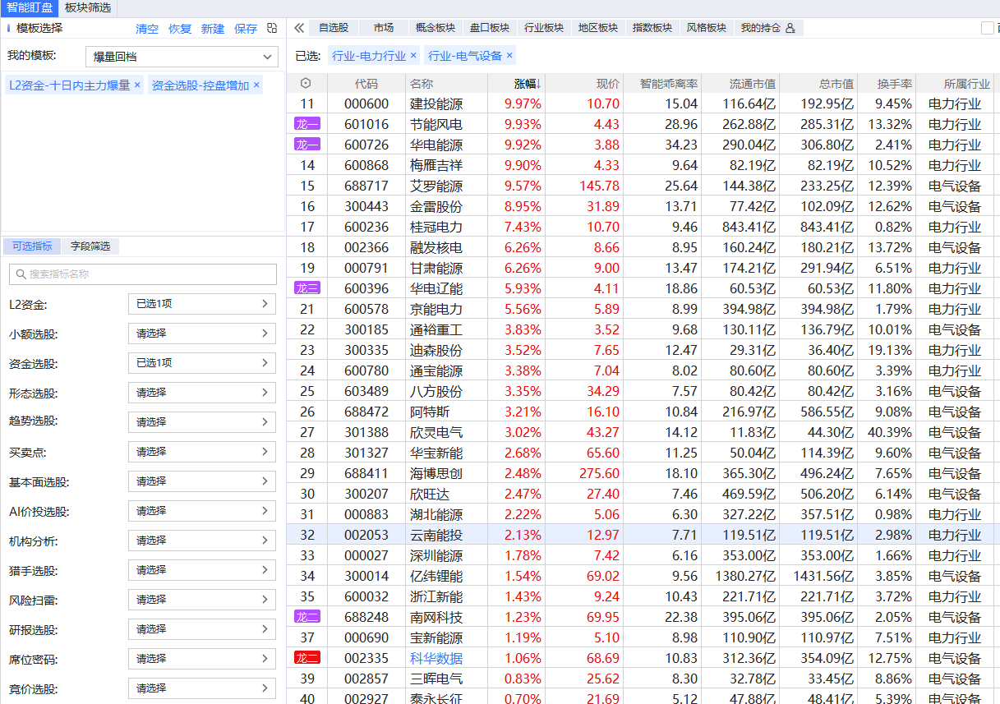 智能盯盘 板块筛选
模板选择 清空 恢复 新建 保存
我的模板: 爆量回档
L2资金-十日内主力爆量 × 资金选股-控盘增加 ×
可选指标 字段筛选
搜索指标名称
L2资金: 已选1项
小额选股: 请选择
资金选股: 已选1项
形态选股: 请选择
趋势选股: 请选择
买卖点: 请选择
基本面选股: 请选择
AI价投选股: 请选择
机构分析: 请选择
猎手选股: 请选择
风险扫雷: 请选择
研报选股: 请选择
席位密码: 请选择
竞价选股: 请选择
自选股 市场 概念板块 盘口板块 行业板块 地区板块 指数板块 风格板块 我的持仓
已选: 行业-电力行业 × 行业-电气设备 ×
代码 名称 涨幅↓ 现价 智能乖离率 流通市值 总市值 换手率 所属行业
11 000600 建投能源 9.97% 10.70 15.04 116.64亿 192.95亿 9.45% 电力行业
龙一 601016 节能风电 9.93% 4.43 28.96 262.88亿 285.31亿 13.32% 电力行业
龙一 600726 华电能源 9.92% 3.88 34.23 290.04亿 306.80亿 2.41% 电力行业
14 600868 梅雁吉祥 9.90% 4.33 9.64 82.19亿 82.19亿 10.52% 电力行业
15 688717 艾罗能源 9.57% 145.78 25.64 144.38亿 233.25亿 12.39% 电气设备
16 300443 金雷股份 8.95% 31.89 13.71 77.42亿 102.09亿 12.62% 电气设备
17 600236 桂冠电力 7.43% 10.70 9.46 843.41亿 843.41亿 0.82% 电力行业
18 002366 融发核电 6.26% 8.66 8.95 160.24亿 180.21亿 13.72% 电气设备
19 000791 甘肃能源 6.26% 9.00 13.47 174.21亿 291.94亿 6.51% 电力行业
龙三 600396 华电辽能 5.93% 4.11 18.86 60.53亿 60.53亿 11.80% 电力行业
21 600578 京能电力 5.56% 5.89 8.99 394.98亿 394.98亿 1.79% 电力行业
22 300185 通裕重工 3.83% 3.52 9.68 130.11亿 136.79亿 10.01% 电气设备
23 300335 迪森股份 3.52% 7.65 12.47 29.31亿 36.40亿 19.13% 电力行业
24 600780 通宝能源 3.38% 7.04 8.02 80.60亿 80.60亿 3.39% 电力行业
25 603489 八方股份 3.35% 34.29 7.57 80.42亿 80.42亿 3.16% 电气设备
26 688472 阿特斯 3.21% 16.10 10.84 216.97亿 586.55亿 9.08% 电气设备
27 301388 欣灵电气 3.02% 43.27 14.12 11.83亿 44.30亿 40.39% 电气设备
28 301327 华宝新能 2.68% 65.60 11.25 50.04亿 114.39亿 9.60% 电气设备
29 688411 海博思创 2.48% 275.60 18.10 365.30亿 496.24亿 7.65% 电气设备
30 300207 欣旺达 2.47% 27.40 7.46 469.59亿 506.20亿 6.14% 电气设备
31 000883 湖北能源 2.22% 5.06 6.30 327.22亿 357.51亿 0.98% 电力行业
32 002053 云南能投 2.13% 12.97 7.71 119.51亿 119.51亿 2.98% 电力行业
33 000027 深圳能源 1.78% 7.42 6.16 353.00亿 353.00亿 1.66% 电力行业
34 300014 亿纬锂能 1.54% 69.02 9.56 1380.27亿 1431.56亿 3.85% 电气设备
35 600032 浙江新能 1.43% 9.24 10.43 221.71亿 221.71亿 3.72% 电力行业
龙二 688248 南网科技 1.23% 69.95 22.38 395.06亿 395.06亿 2.05% 电气设备
37 000690 宝新能源 1.19% 5.10 8.98 110.90亿 110.97亿 7.51% 电力行业
龙二 002335 科华数据 1.06% 68.69 10.83 312.36亿 354.09亿 12.75% 电气设备
39 002857 三晖电气 0.83% 25.62 8.30 32.78亿 33.45亿 8.86% 电气设备
40 002927 泰永长征 0.70% 21.69 5.12 47.88亿 48.41亿 5.39% 电气设备